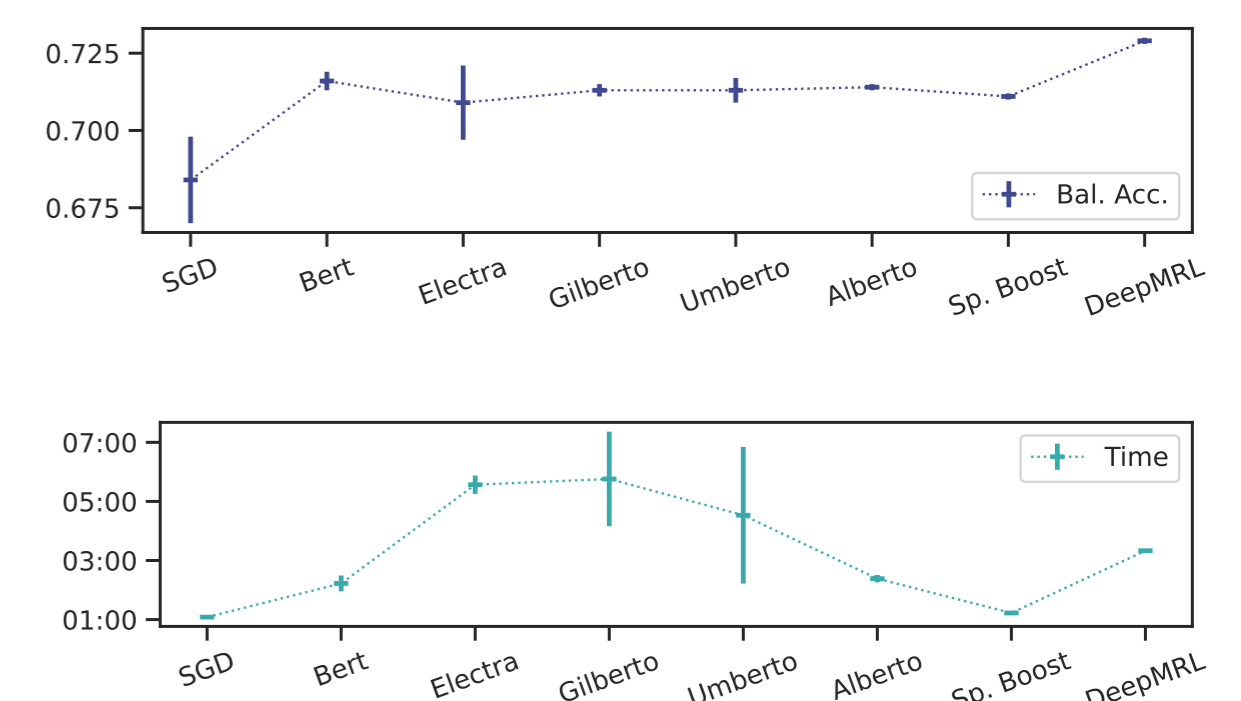 0.725
0.700
0.675
Bal. Acc.
SGD Bert Electra Gilberto Umberto Alberto Sp. Boost DeepMRL
07:00
05:00
03:00
01:00
Time
SGD Bert Electra Gilberto Umberto Alberto Sp. Boost DeepMRL